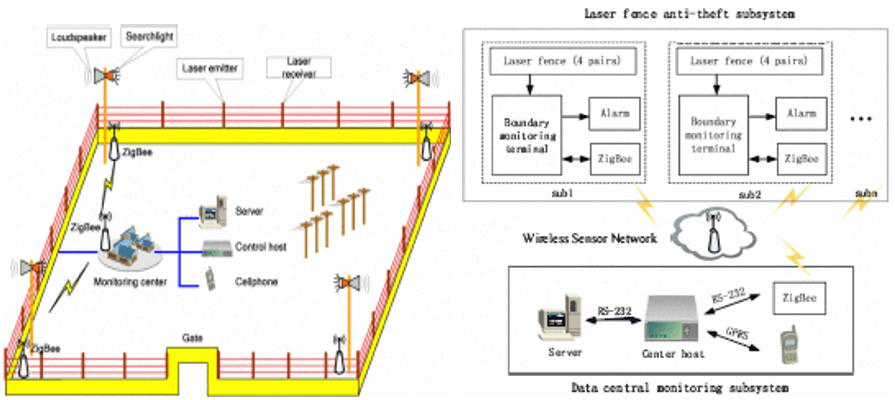 Loudspeaker
Searchlight
Laser emitter
Laser
receiver
ZigBee
ZigBee
Server
Control host
Cellphone
Monitoring center
ZigBee
Gate
Laser fence anti-theft subsystem
Laser fence (4 pairs)
Boundary
monitoring
terminal
Alarm
ZigBee
sub1
Laser fence (4 pairs)
Boundary
monitoring
terminal
Alarm
ZigBee
sub2
...
subn
Wireless Sensor Network
Server
RS-232
Center host
RS-232
GPRS
ZigBee
Data central monitoring subsystem